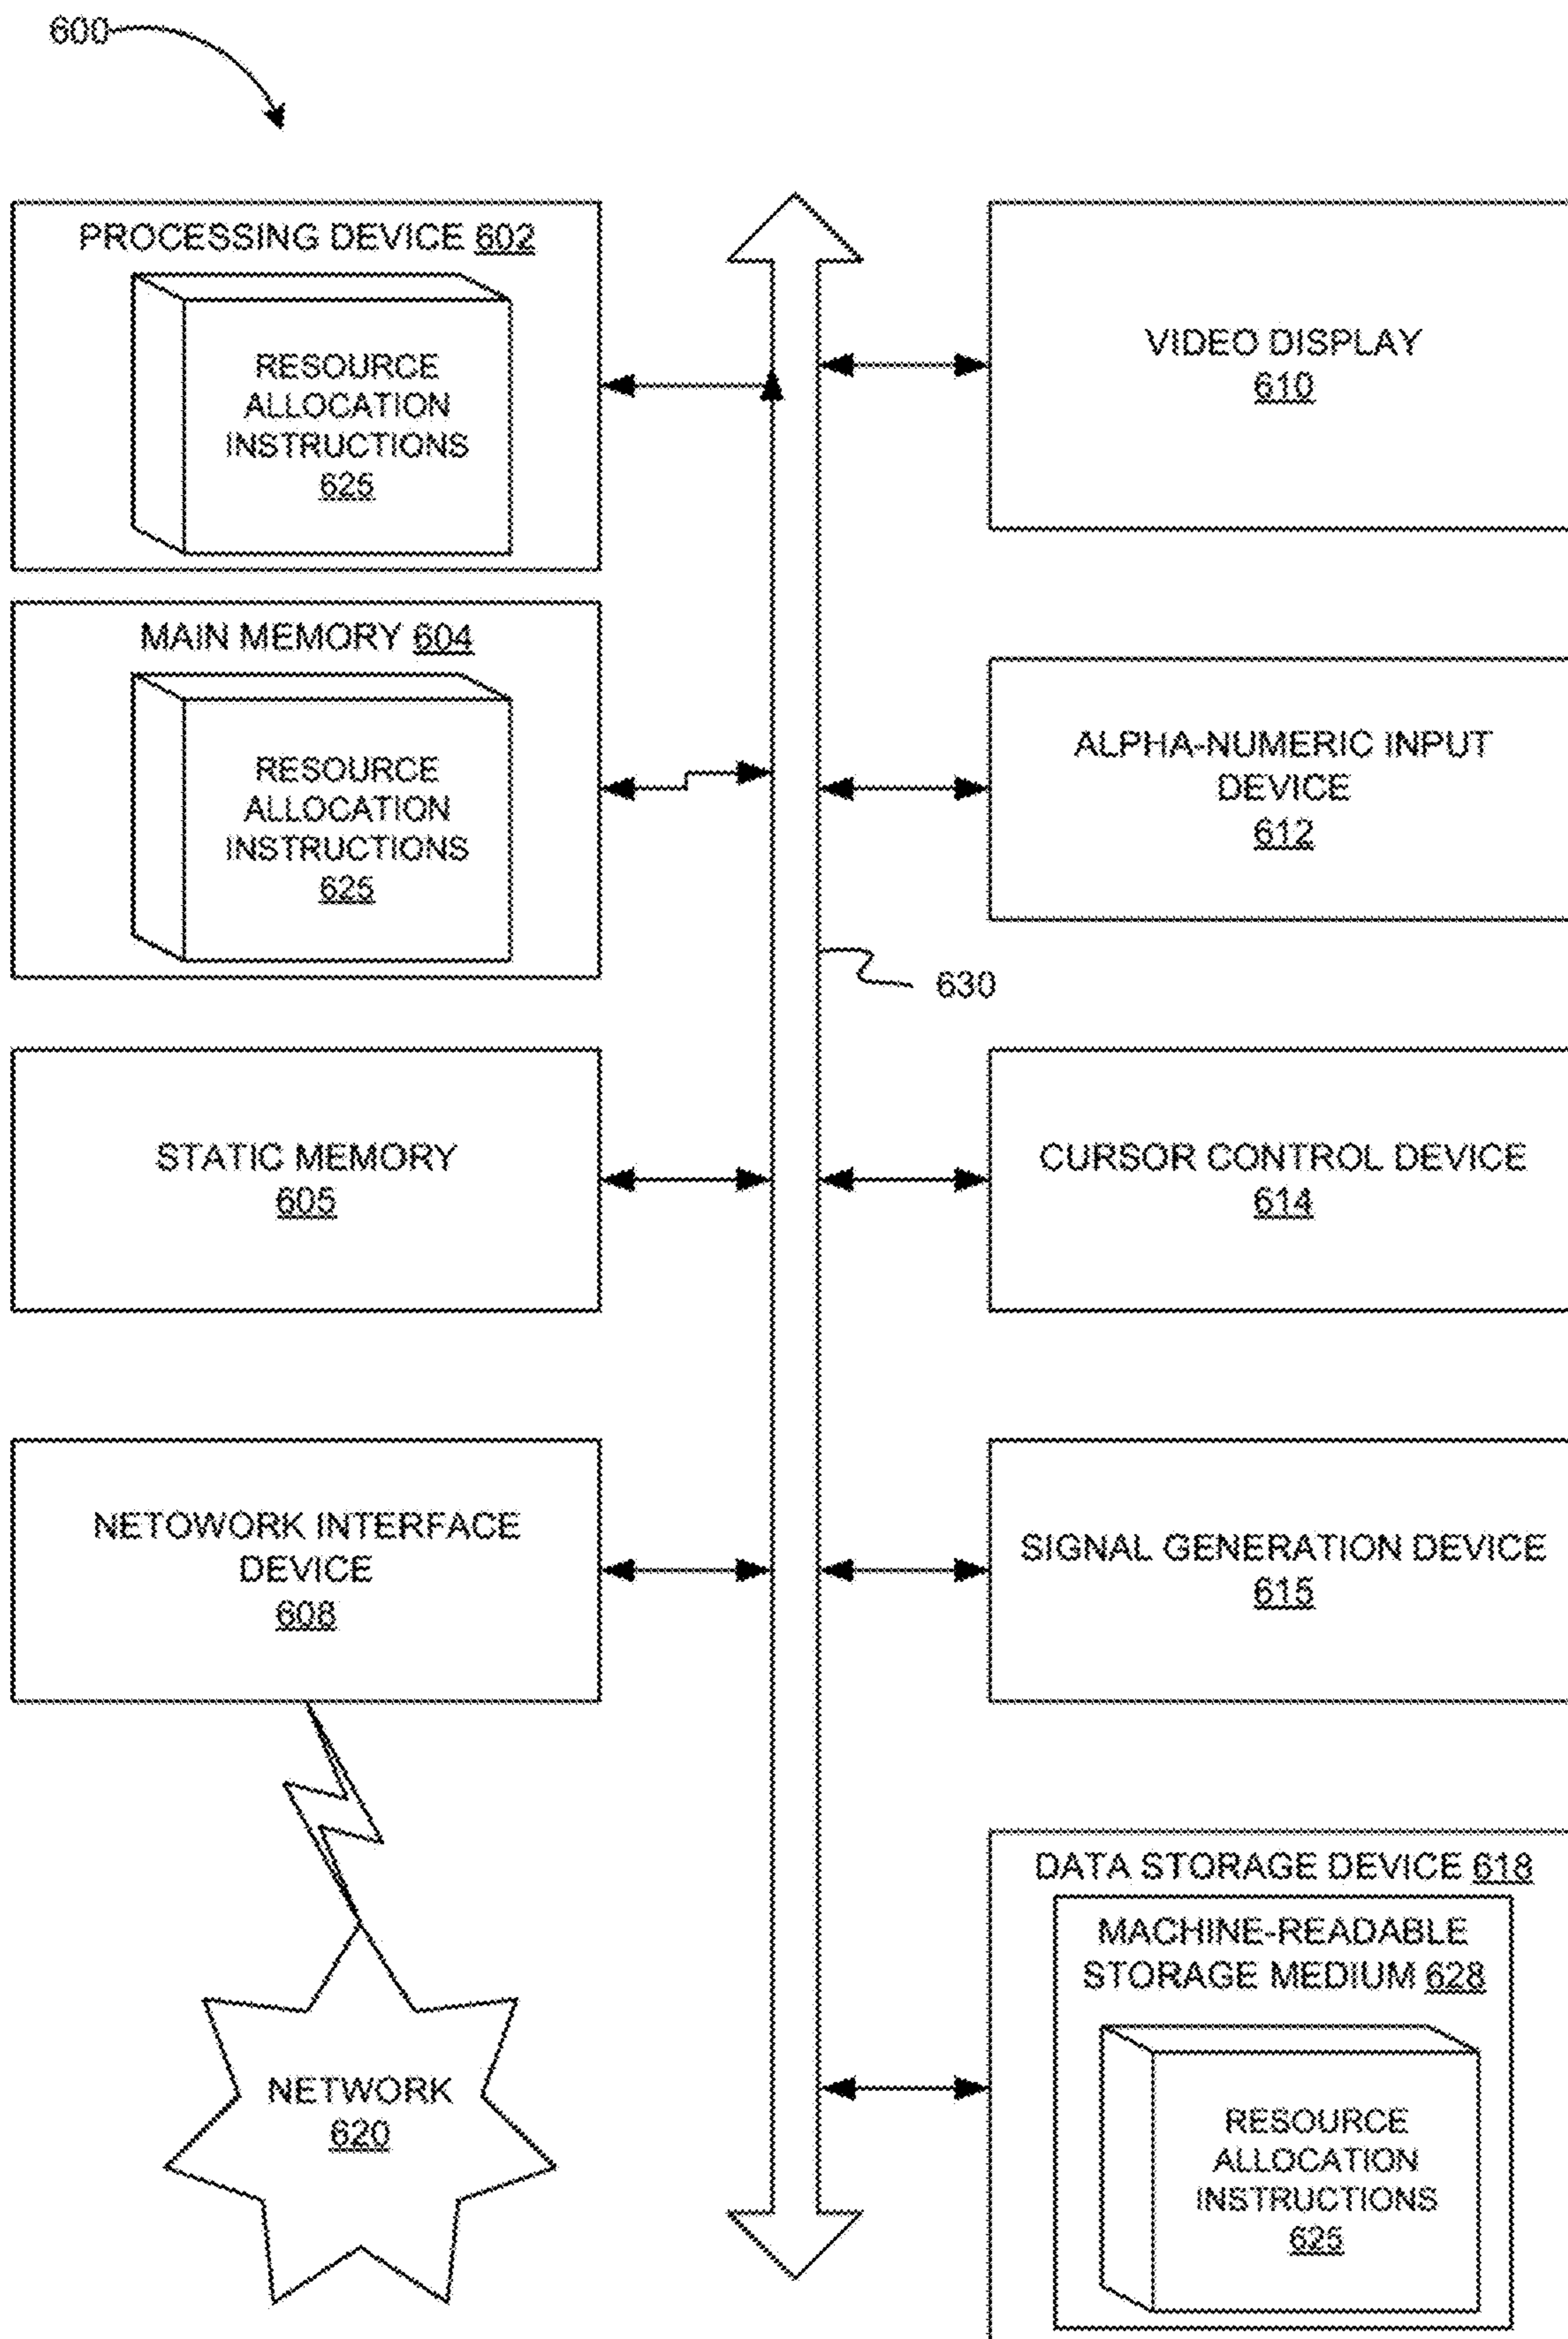 600
PROCESSING DEVICE 602
RESOURCE
ALLOCATION
INSTRUCTIONS
625
MAIN MEMORY 604
RESOURCE
ALLOCATION
INSTRUCTIONS
625
STATIC MEMORY
605
NETOWORK INTERFACE
DEVICE
608
NETWORK
620
VIDEO DISPLAY
610
ALPHA-NUMERIC INPUT
DEVICE
612
630
CURSOR CONTROL DEVICE
614
SIGNAL GENERATION DEVICE
615
DATA STORAGE DEVICE 618
MACHINE-READABLE
STORAGE MEDIUM 628
RESOURCE
ALLOCATION
INSTRUCTIONS
625